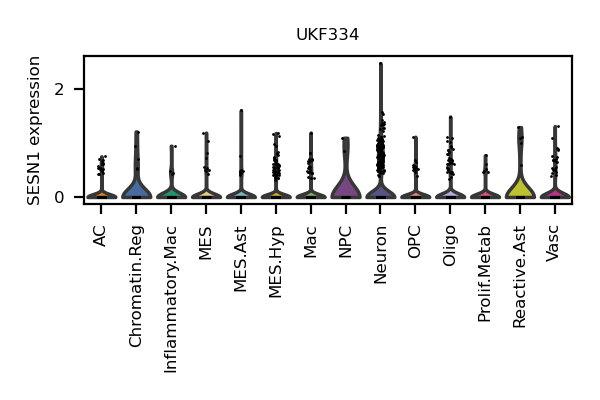 UKF334
SESN1 expression
2
0
AC
Chromatin.Reg
Inflammatory.Mac
MES
MES.Ast
MES.Hyp
Mac
NPC
Neuron
OPC
Oligo
Prolif.Metab
Reactive.Ast
Vasc